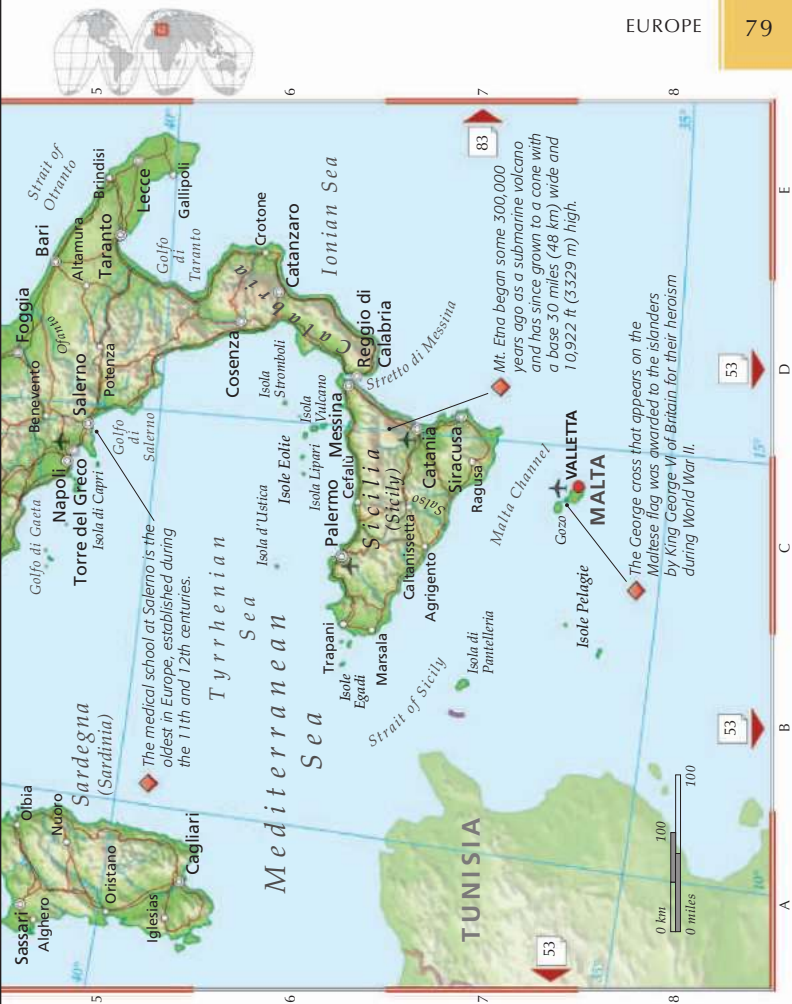 EUROPE 79
5
6
7
8
Strait of
Otranto
Foggia
Bari
Brindisi
Altamura
Lecce
Taranto
Gallipoli
Ofanto
Benevento
Potenza
Salerno
Napoli
Torre del Greco
Isola di Capri
Golfo di Gaeta
Golfo
di
Salerno
Golfo
di
Taranto
40°
Crotone
Catanzaro
Cosenza
Calabria
Ionian Sea
Reggio di
Calabria
Stretto di Messina
Isola
Stromboli
Isola
Vulcano
Isole Eolie
Isola Lipari
Isola d'Ustica
Messina
Cefalù
Palermo
Sicilia
(Sicily)
Catania
Siracusa
Salso
Ragusa
Caltanissetta
Agrigento
Trapani
Marsala
Isole
Egadi
Strait of Sicily
Isola di
Pantelleria
Malta Channel
Gozo
VALLETTA
MALTA
Isole Pelagie
Tyrrhenian
Sea
Mediterranean
Sea
Sardegna
(Sardinia)
Olbia
Sassari
Alghero
Nuoro
Oristano
Iglesias
Cagliari
TUNISIA
The medical school at Salerno is the
oldest in Europe, established during
the 11th and 12th centuries.
Mt. Etna began some 300,000
years ago as a submarine volcano
and has since grown to a cone with
a base 30 miles (48 km) wide and
10,922 ft (3329 m) high.
The George cross that appears on the
Maltese flag was awarded to the islanders
by King George VI of Britain for their heroism
during World War II.
83
53
53
53
35°
15°
10°
35°
40°
0 km 100
0 miles 100
A
B
C
D
E
5
6
7
8